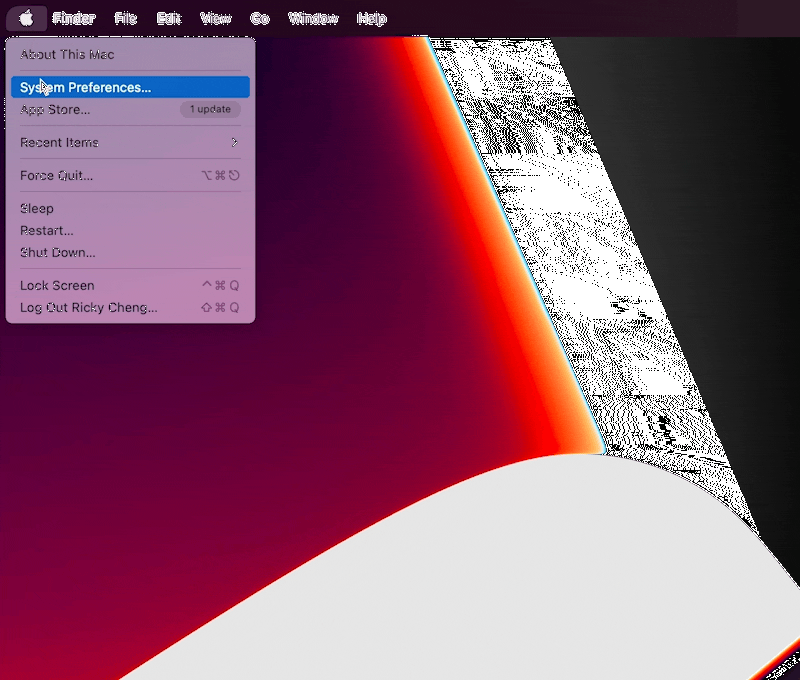 Finder File Edit View Go Window Help
About This Mac
System Preferences...
App Store... 1 update
Recent Items
Force Quit... ⌥⌘⎋
Sleep
Restart...
Shut Down...
Lock Screen ^⌘Q
Log Out Ricky Cheng... ⇧⌘Q